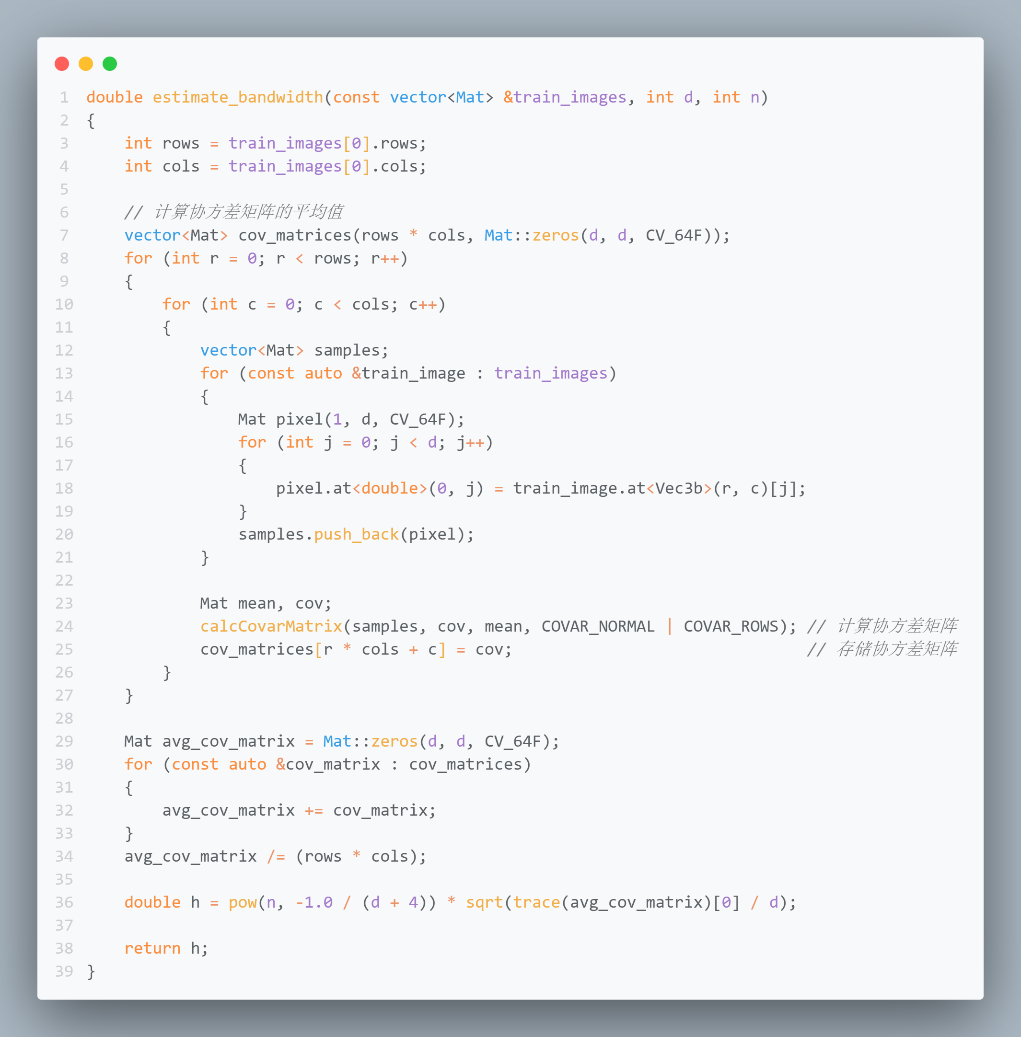 1 double estimate_bandwidth(const vector<Mat> &train_images, int d, int n)
2 {
3     int rows = train_images[0].rows;
4     int cols = train_images[0].cols;
5
6     // 计算协方差矩阵的平均值
7     vector<Mat> cov_matrices(rows * cols, Mat::zeros(d, d, CV_64F));
8     for (int r = 0; r < rows; r++)
9     {
10         for (int c = 0; c < cols; c++)
11         {
12             vector<Mat> samples;
13             for (const auto &train_image : train_images)
14             {
15                 Mat pixel(1, d, CV_64F);
16                 for (int j = 0; j < d; j++)
17                 {
18                     pixel.at<double>(0, j) = train_image.at<Vec3b>(r, c)[j];
19                 }
20                 samples.push_back(pixel);
21             }
22
23             Mat mean, cov;
24             calcCovarMatrix(samples, cov, mean, COVAR_NORMAL | COVAR_ROWS); // 计算协方差矩阵
25             cov_matrices[r * cols + c] = cov;                               // 存储协方差矩阵
26         }
27     }
28
29     Mat avg_cov_matrix = Mat::zeros(d, d, CV_64F);
30     for (const auto &cov_matrix : cov_matrices)
31     {
32         avg_cov_matrix += cov_matrix;
33     }
34     avg_cov_matrix /= (rows * cols);
35
36     double h = pow(n, -1.0 / (d + 4)) * sqrt(trace(avg_cov_matrix)[0] / d);
37
38     return h;
39 }